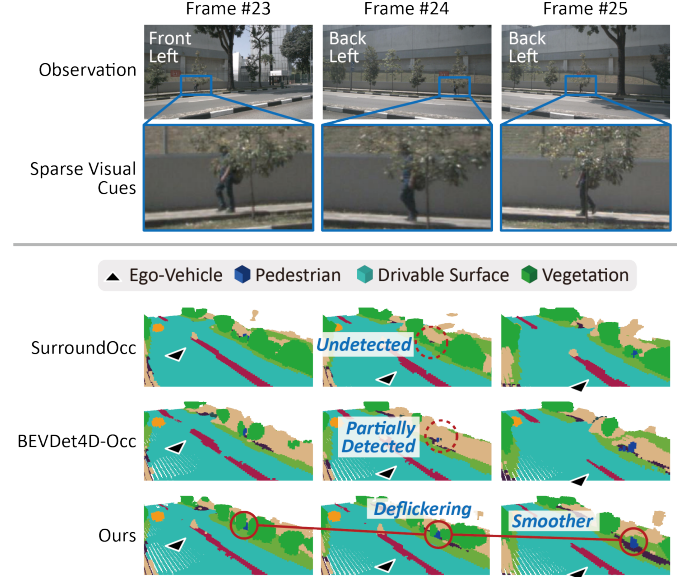 Frame #23 Frame #24 Frame #25
Observation
Front
Left
Back
Left
Back
Left
Sparse Visual
Cues
Ego-Vehicle Pedestrian Drivable Surface Vegetation
SurroundOcc
Undetected
BEVDet4D-Occ
Partially
Detected
Ours
Deflickering
Smoother